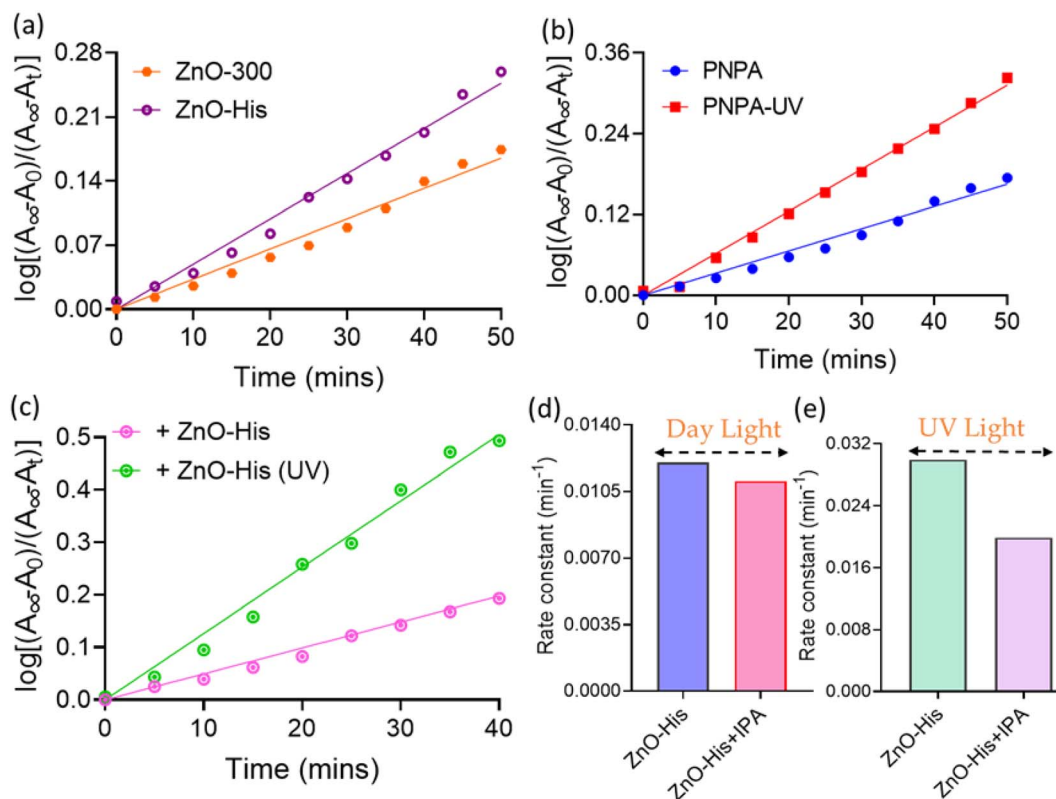 (a)
log[(A∞-A0)/(A∞-At)]
0.28
0.21
0.14
0.07
0.00
ZnO-300
ZnO-His
0 10 20 30 40 50
Time (mins)
(b)
log[(A∞-A0)/(A∞-At)]
0.36
0.24
0.12
0.00
PNPA
PNPA-UV
0 10 20 30 40 50
Time (mins)
(c)
log[(A∞-A0)/(A∞-At)]
0.5
0.4
0.3
0.2
0.1
0.0
+ ZnO-His
+ ZnO-His (UV)
0 10 20 30 40
Time (mins)
(d)
Rate constant (min-1)
0.0140
0.0105
0.0070
0.0035
0.0000
Day Light
ZnO-His
ZnO-His+IPA
(e)
Rate constant (min-1)
0.032
0.024
0.016
0.008
0.000
UV Light
ZnO-His
ZnO-His+IPA